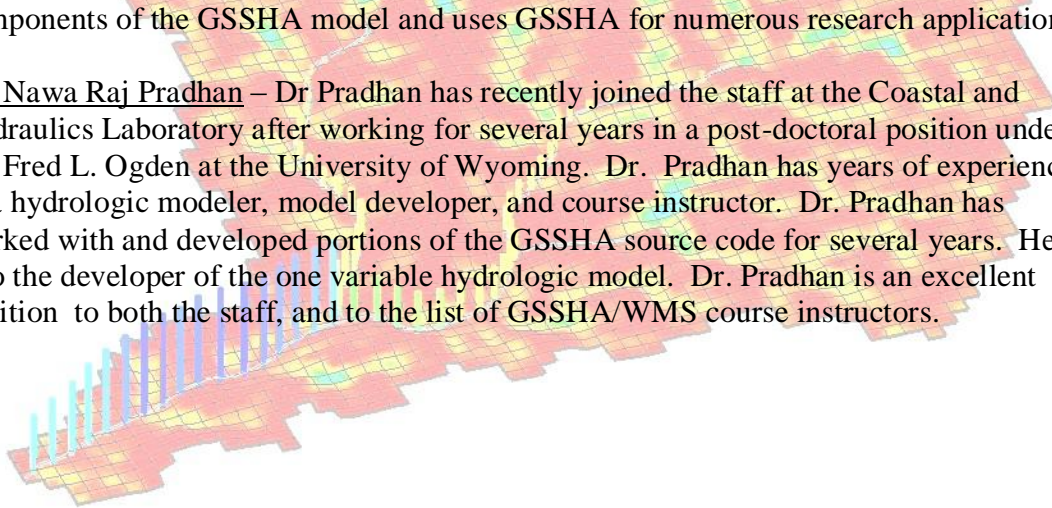 mponents of the GSSHA model and uses GSSHA for numerous research application
Nawa Raj Pradhan – Dr Pradhan has recently joined the staff at the Coastal and
draulics Laboratory after working for several years in a post-doctoral position unde
Fred L. Ogden at the University of Wyoming. Dr. Pradhan has years of experienc
hydrologic modeler, model developer, and course instructor. Dr. Pradhan has
rked with and developed portions of the GSSHA source code for several years. He
o the developer of the one variable hydrologic model. Dr. Pradhan is an excellent
ition to both the staff, and to the list of GSSHA/WMS course instructors.